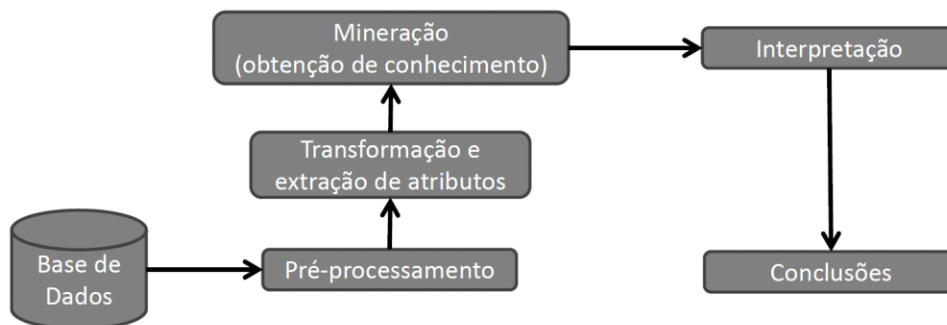 Base de
Dados
Pré-processamento
Transformação e
extração de atributos
Mineração
(obtenção de conhecimento)
Interpretação
Conclusões